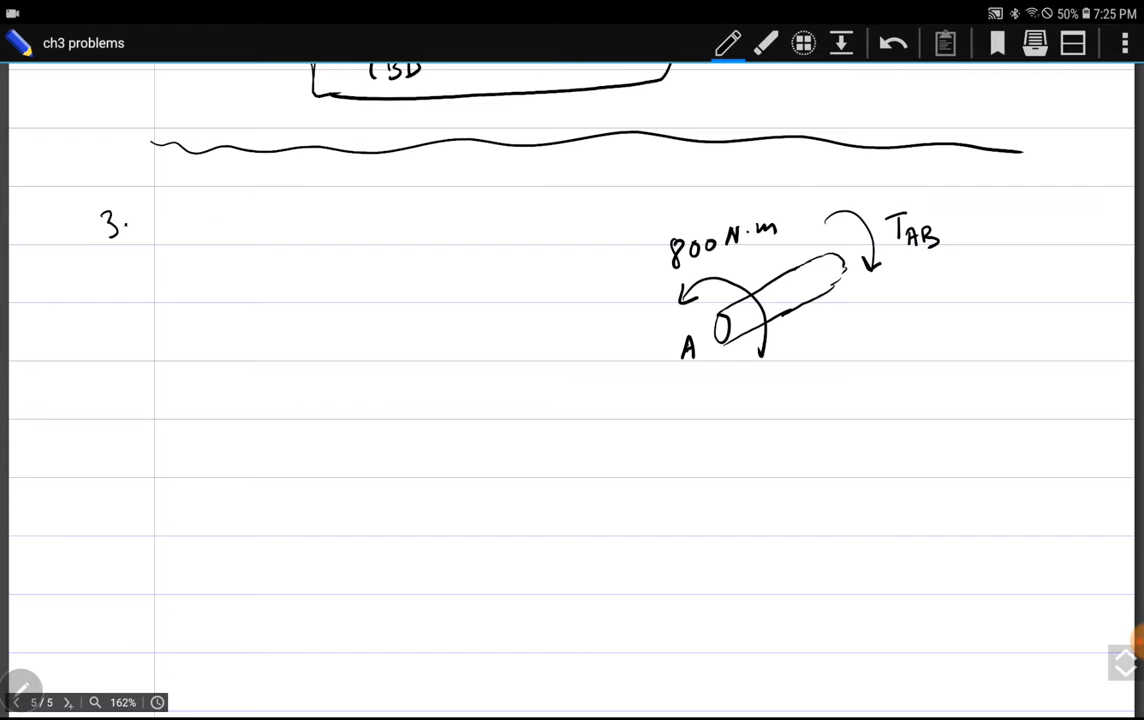 50% 7:25 PM
ch3 problems
3.
800 N.m
TAB
A
5/5 162%